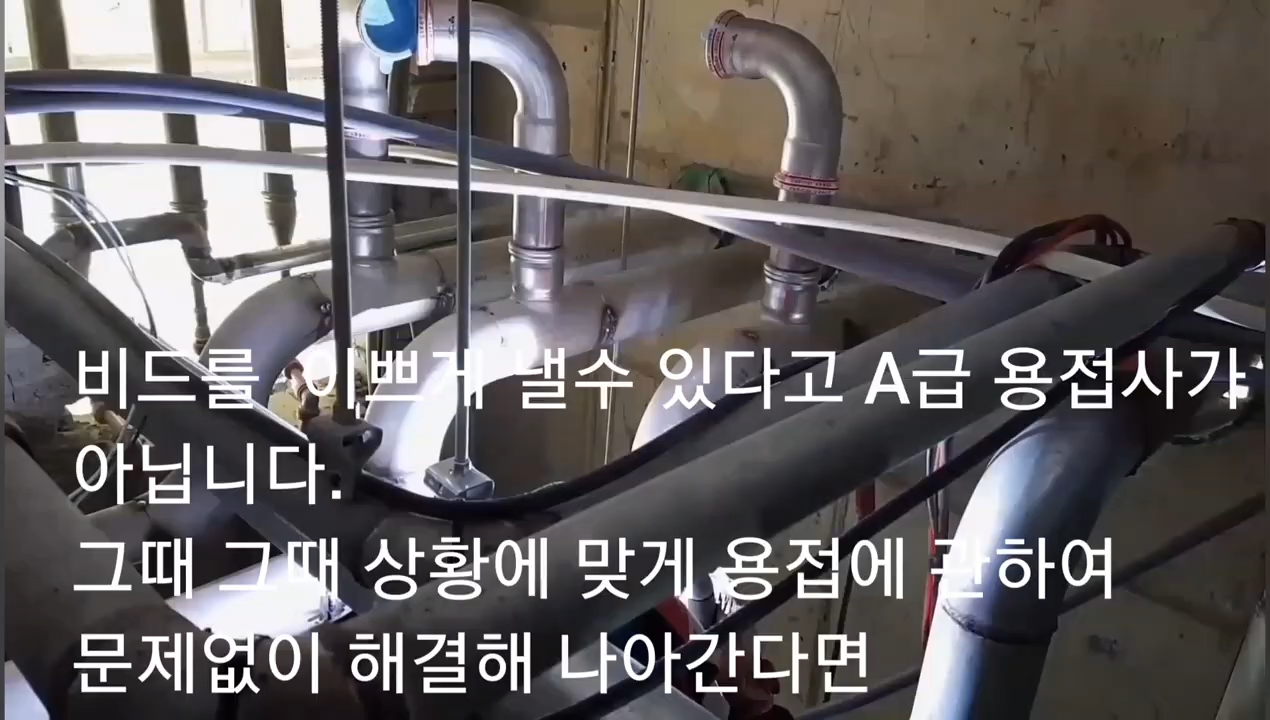 비드를 이쁘게 낼수 있다고 A급 용접사가
아닙니다.
그때 그때 상황에 맞게 용접에 관하여
문제없이 해결해 나아간다면